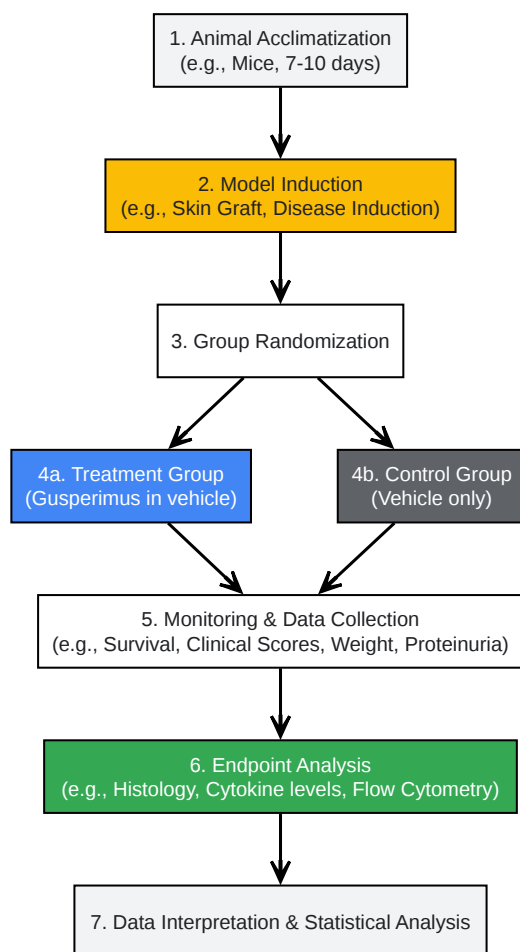 1. Animal Acclimatization
(e.g., Mice, 7-10 days)
2. Model Induction
(e.g., Skin Graft, Disease Induction)
3. Group Randomization
4a. Treatment Group
(Gusperimus in vehicle)
4b. Control Group
(Vehicle only)
5. Monitoring & Data Collection
(e.g., Survival, Clinical Scores, Weight, Proteinuria)
6. Endpoint Analysis
(e.g., Histology, Cytokine levels, Flow Cytometry)
7. Data Interpretation & Statistical Analysis